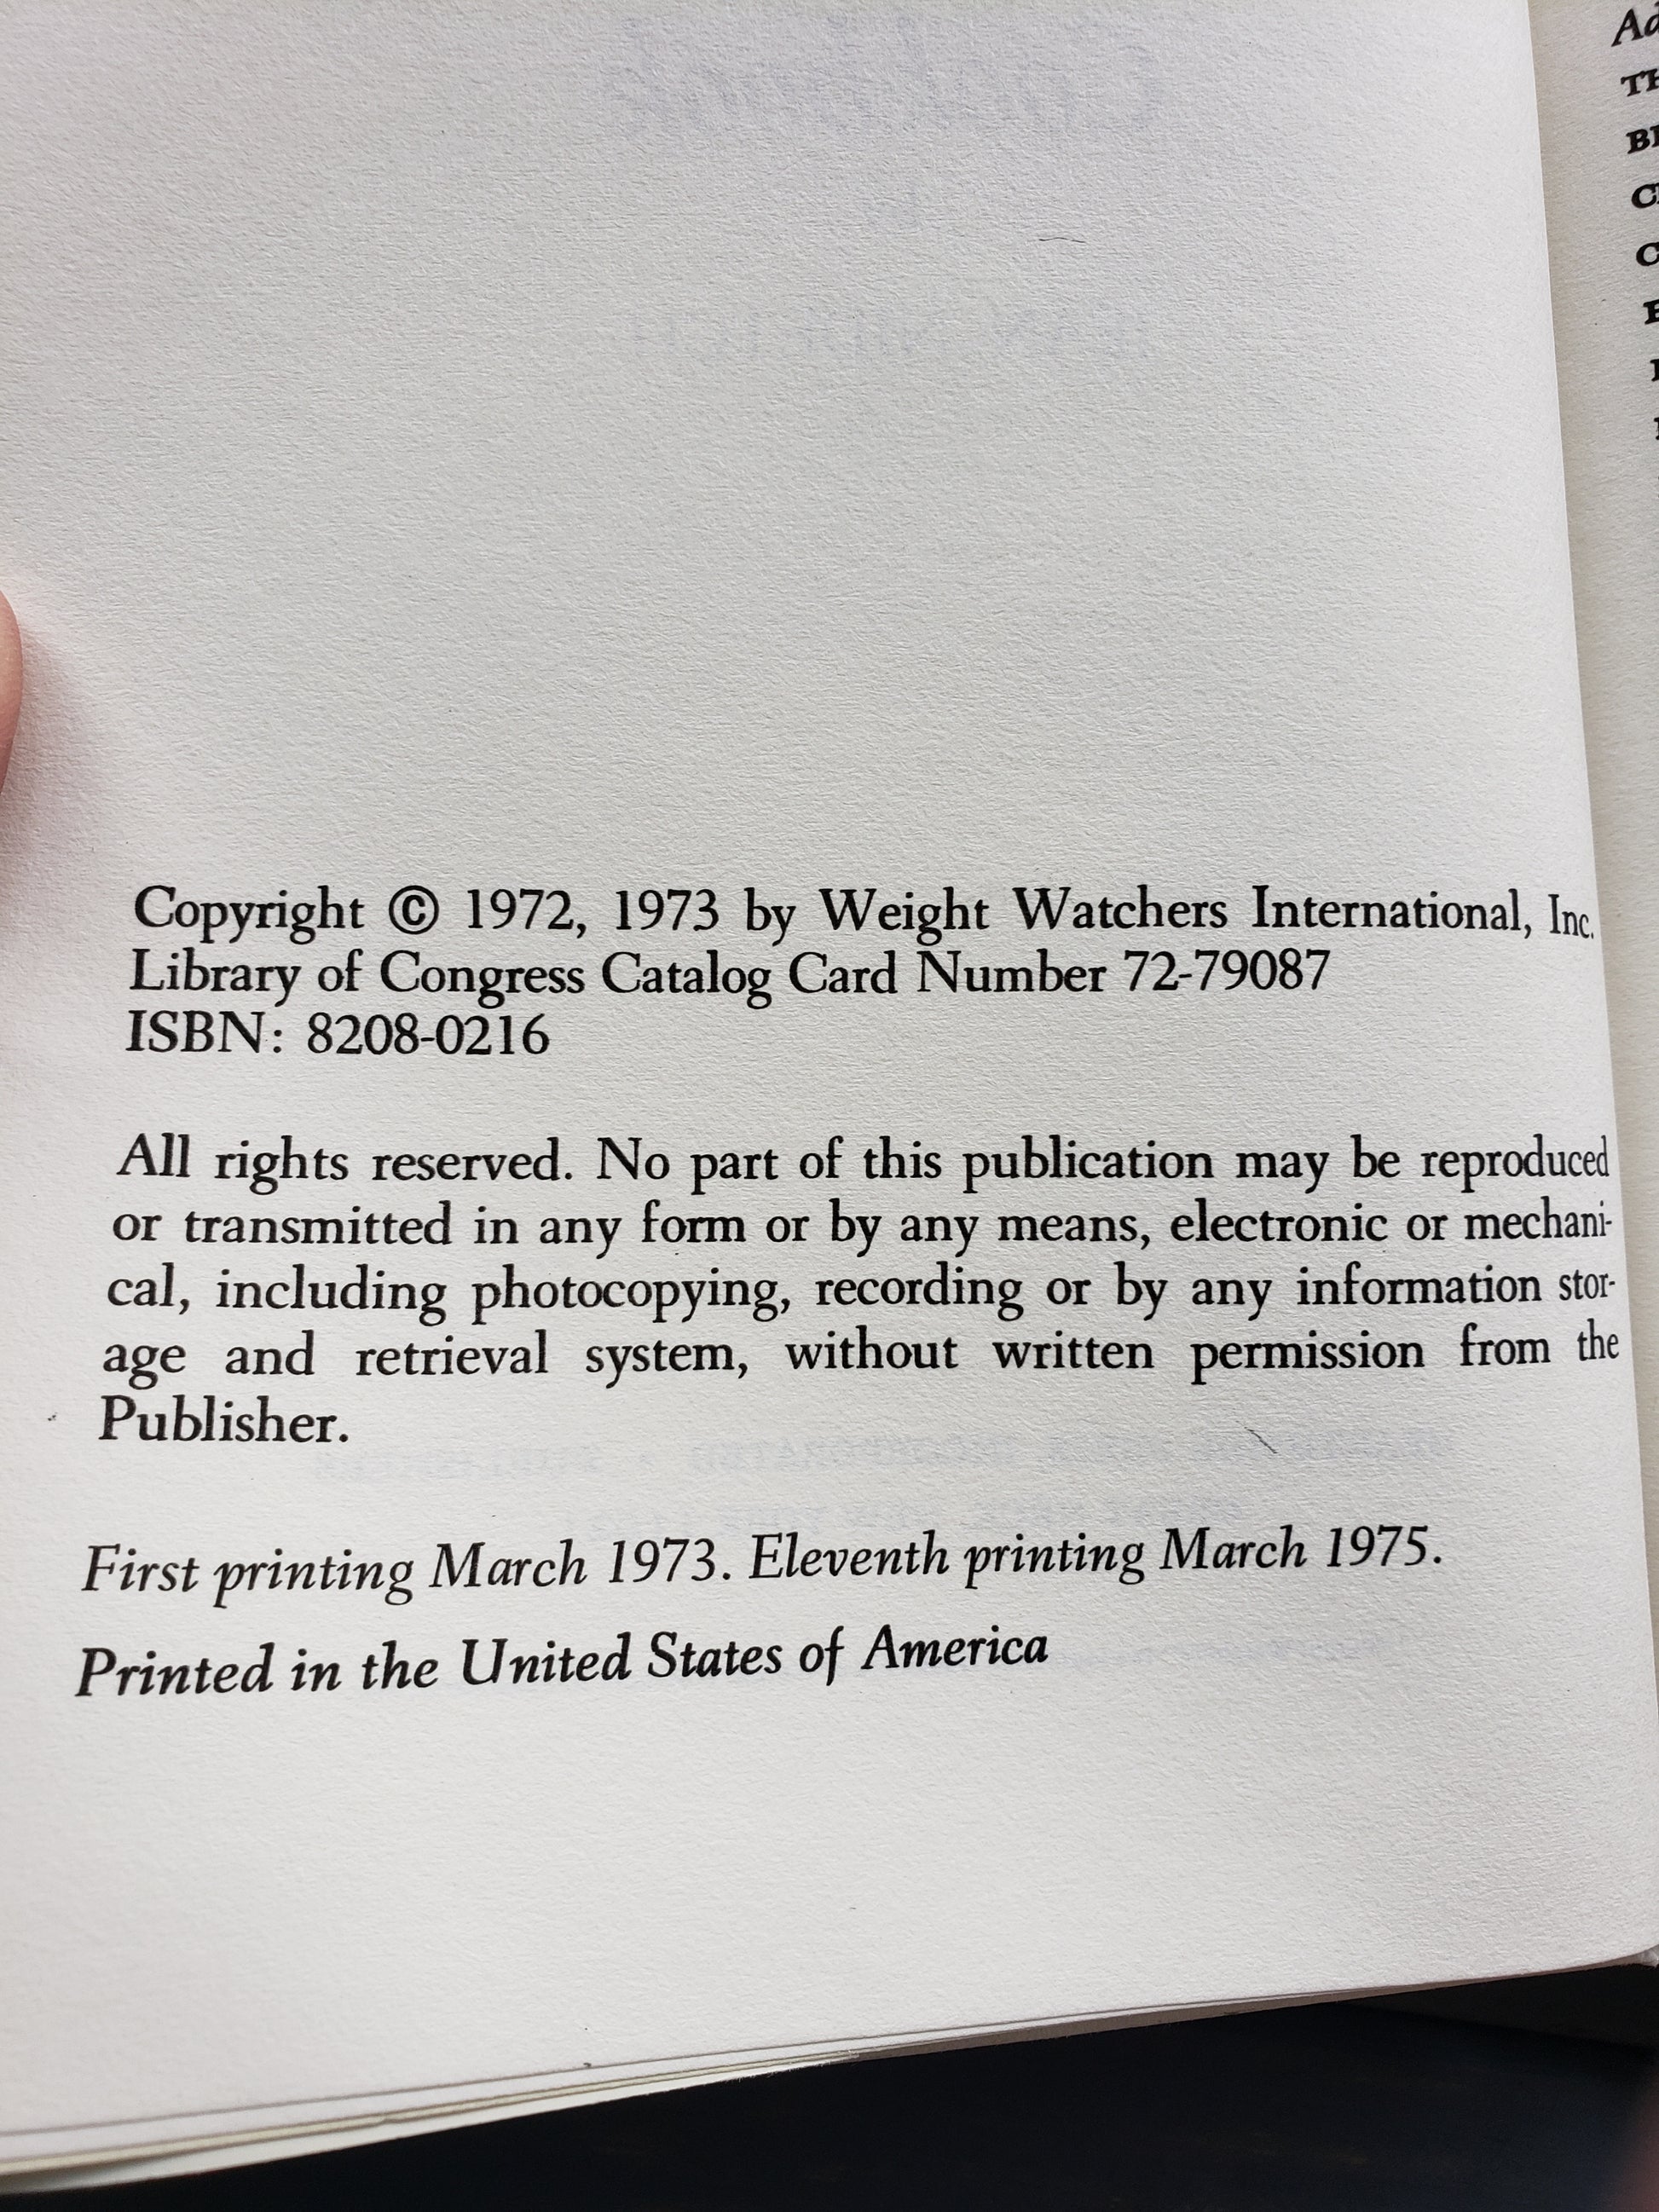 Copyright © 1972, 1973 by Weight Watchers International, Inc.
Library of Congress Catalog Card Number 72-79087
ISBN: 8208-0216
All rights reserved. No part of this publication may be reproduced
or transmitted in any form or by any means, electronic or mechani-
cal, including photocopying, recording or by any information stor-
age and retrieval system, without written permission from the
Publisher.
First printing March 1973. Eleventh printing March 1975.
Printed in the United States of America